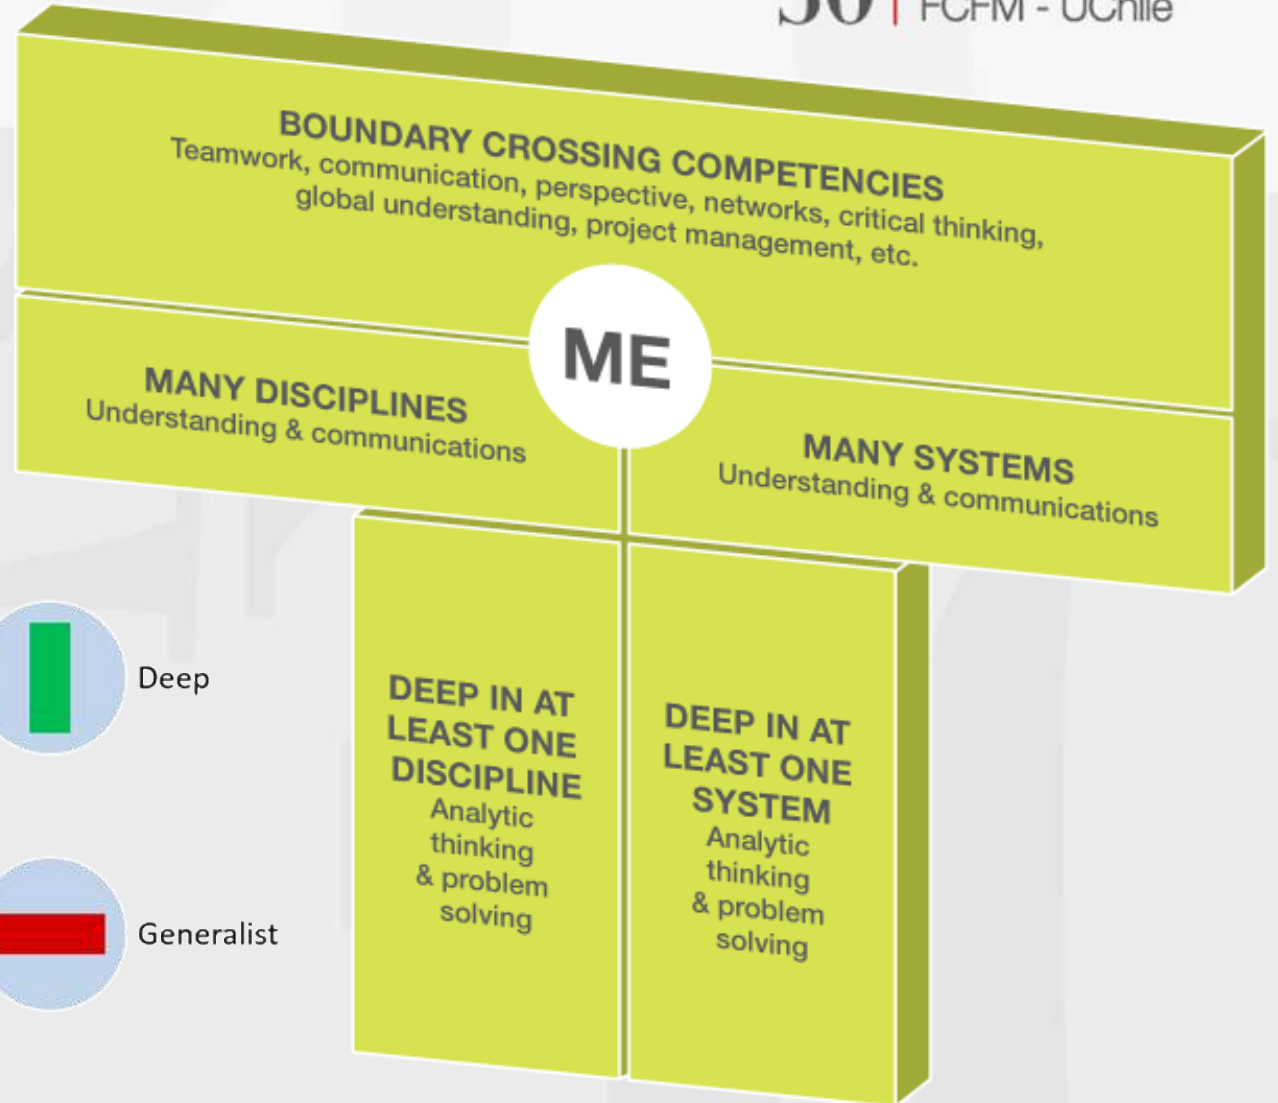 FCFM - UChile
BOUNDARY CROSSING COMPETENCIES
Teamwork, communication, perspective, networks, critical thinking,
global understanding, project management, etc.
ME
MANY DISCIPLINES
Understanding & communications
MANY SYSTEMS
Understanding & communications
Deep
DEEP IN AT
LEAST ONE
DISCIPLINE
Analytic
thinking
& problem
solving
DEEP IN AT
LEAST ONE
SYSTEM
Analytic
thinking
& problem
solving
Generalist